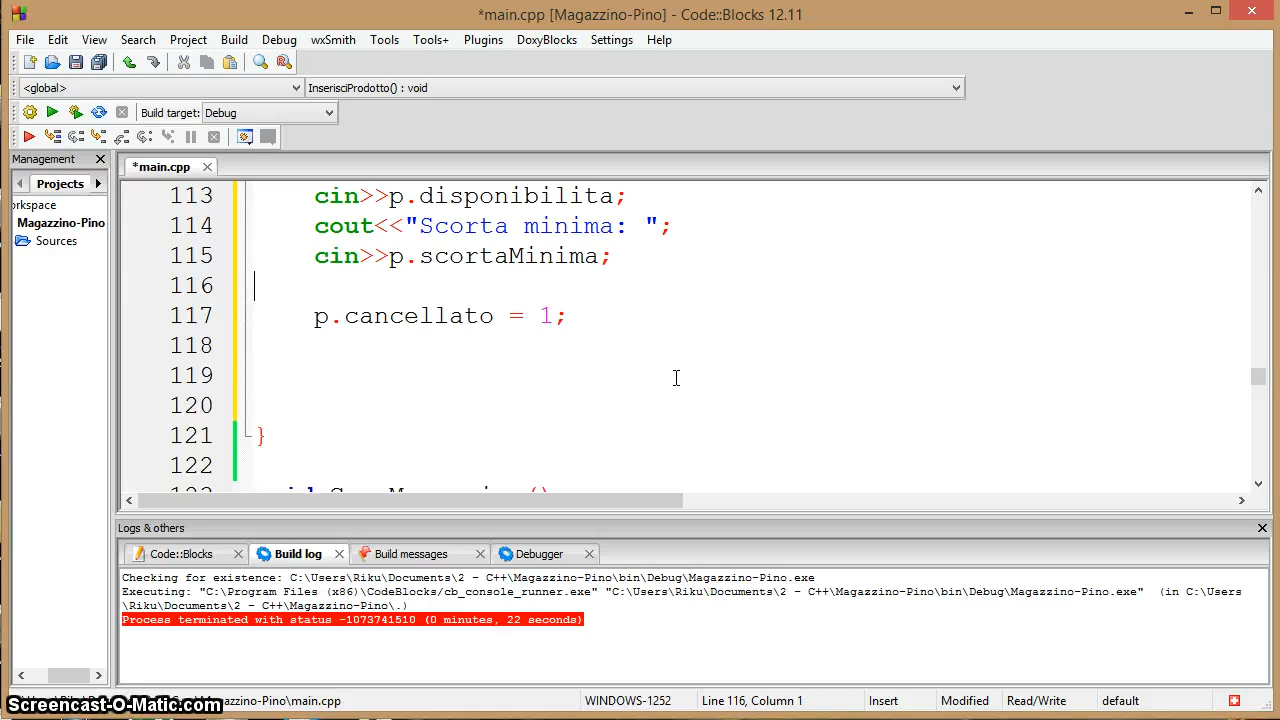 *main.cpp [Magazzino-Pino] - Code::Blocks 12.11
File Edit View Search Project Build Debug wxSmith Tools Tools+ Plugins DoxyBlocks Settings Help
<global> InserisciProdotto() : void
Build target: Debug
Management
*main.cpp
Projects
rkspace
Magazzino-Pino
Sources
113 cin>>p.disponibilita;
114 cout<<"Scorta minima: ";
115 cin>>p.scortaMinima;
116
117 p.cancellato = 1;
118
119
120
121 }
122
Logs & others
Code::Blocks Build log Build messages Debugger
Checking for existence: C:\Users\Riku\Documents\2 - C++\Magazzino-Pino\bin\Debug\Magazzino-Pino.exe
Executing: "C:\Program Files (x86)\CodeBlocks/cb_console_runner.exe" "C:\Users\Riku\Documents\2 - C++\Magazzino-Pino\bin\Debug\Magazzino-Pino.exe"  (in C:\Users
\Riku\Documents\2 - C++\Magazzino-Pino\.)
Process terminated with status -1073741510 (0 minutes, 22 seconds)
Magazzino-Pino\main.cpp WINDOWS-1252 Line 116, Column 1 Insert Modified Read/Write default
Screencast-O-Matic.com